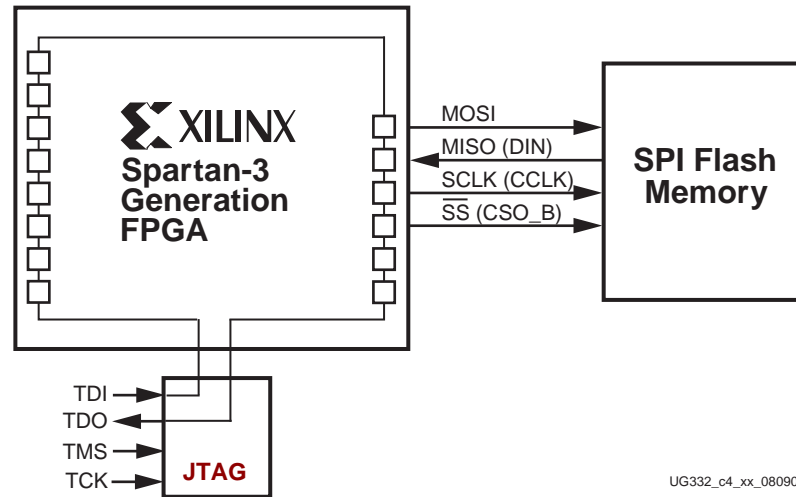 XILINX
Spartan-3
Generation
FPGA
MOSI
MISO (DIN)
SCLK (CCLK)
SS (CSO_B)
SPI Flash
Memory
TDI
TDO
TMS
TCK
JTAG